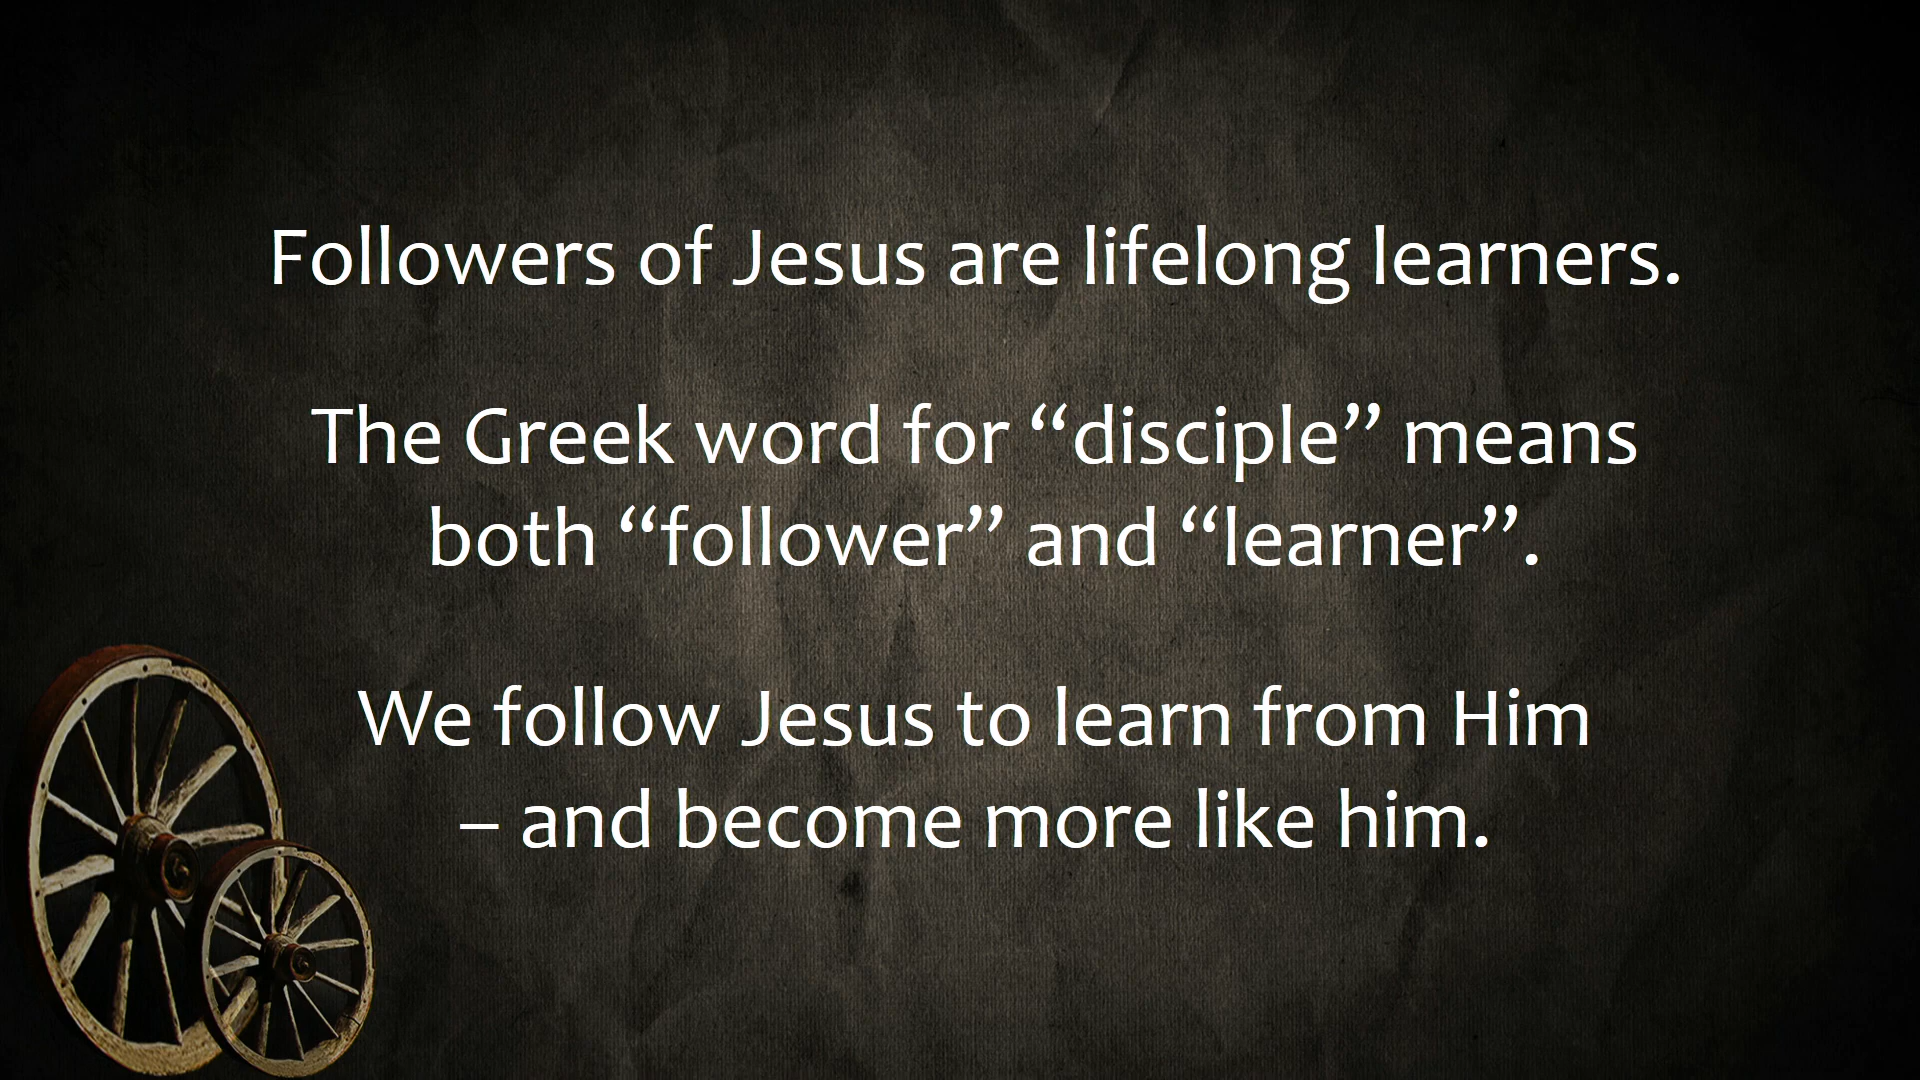 Followers of Jesus are lifelong learners.
The Greek word for “disciple” means
both “follower” and “learner”.
We follow Jesus to learn from Him
– and become more like him.